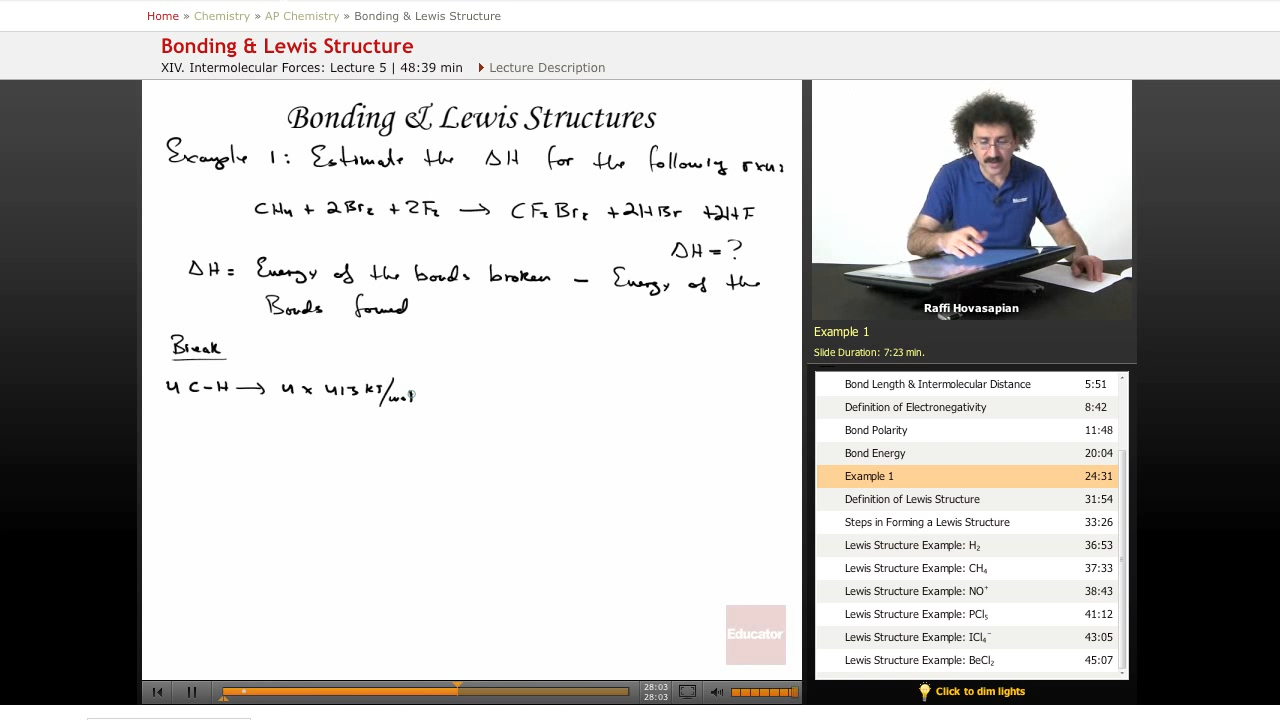 Home » Chemistry » AP Chemistry » Bonding & Lewis Structure
Bonding & Lewis Structure
XIV. Intermolecular Forces: Lecture 5 | 48:39 min
Lecture Description
Bonding & Lewis Structures
Example 1: Estimate the ΔH for the following rxn:
CH₄ + 2Br₂ + 2F₂ → CF₂Br₂ + 2HBr + 2HF
ΔH = ?
ΔH = Energy of the bonds broken – Energy of the
Bonds formed
Break
4 C–H → 4 × 413 kJ/mol
Educator
28:03
28:03
Raffi Hovasapian
Example 1
Slide Duration: 7:23 min.
Bond Length & Intermolecular Distance 5:51
Definition of Electronegativity 8:42
Bond Polarity 11:48
Bond Energy 20:04
Example 1 24:31
Definition of Lewis Structure 31:54
Steps in Forming a Lewis Structure 33:26
Lewis Structure Example: H₂ 36:53
Lewis Structure Example: CH₄ 37:33
Lewis Structure Example: NO⁺ 38:43
Lewis Structure Example: PCl₅ 41:12
Lewis Structure Example: ICl₄⁻ 43:05
Lewis Structure Example: BeCl₂ 45:07
Click to dim lights